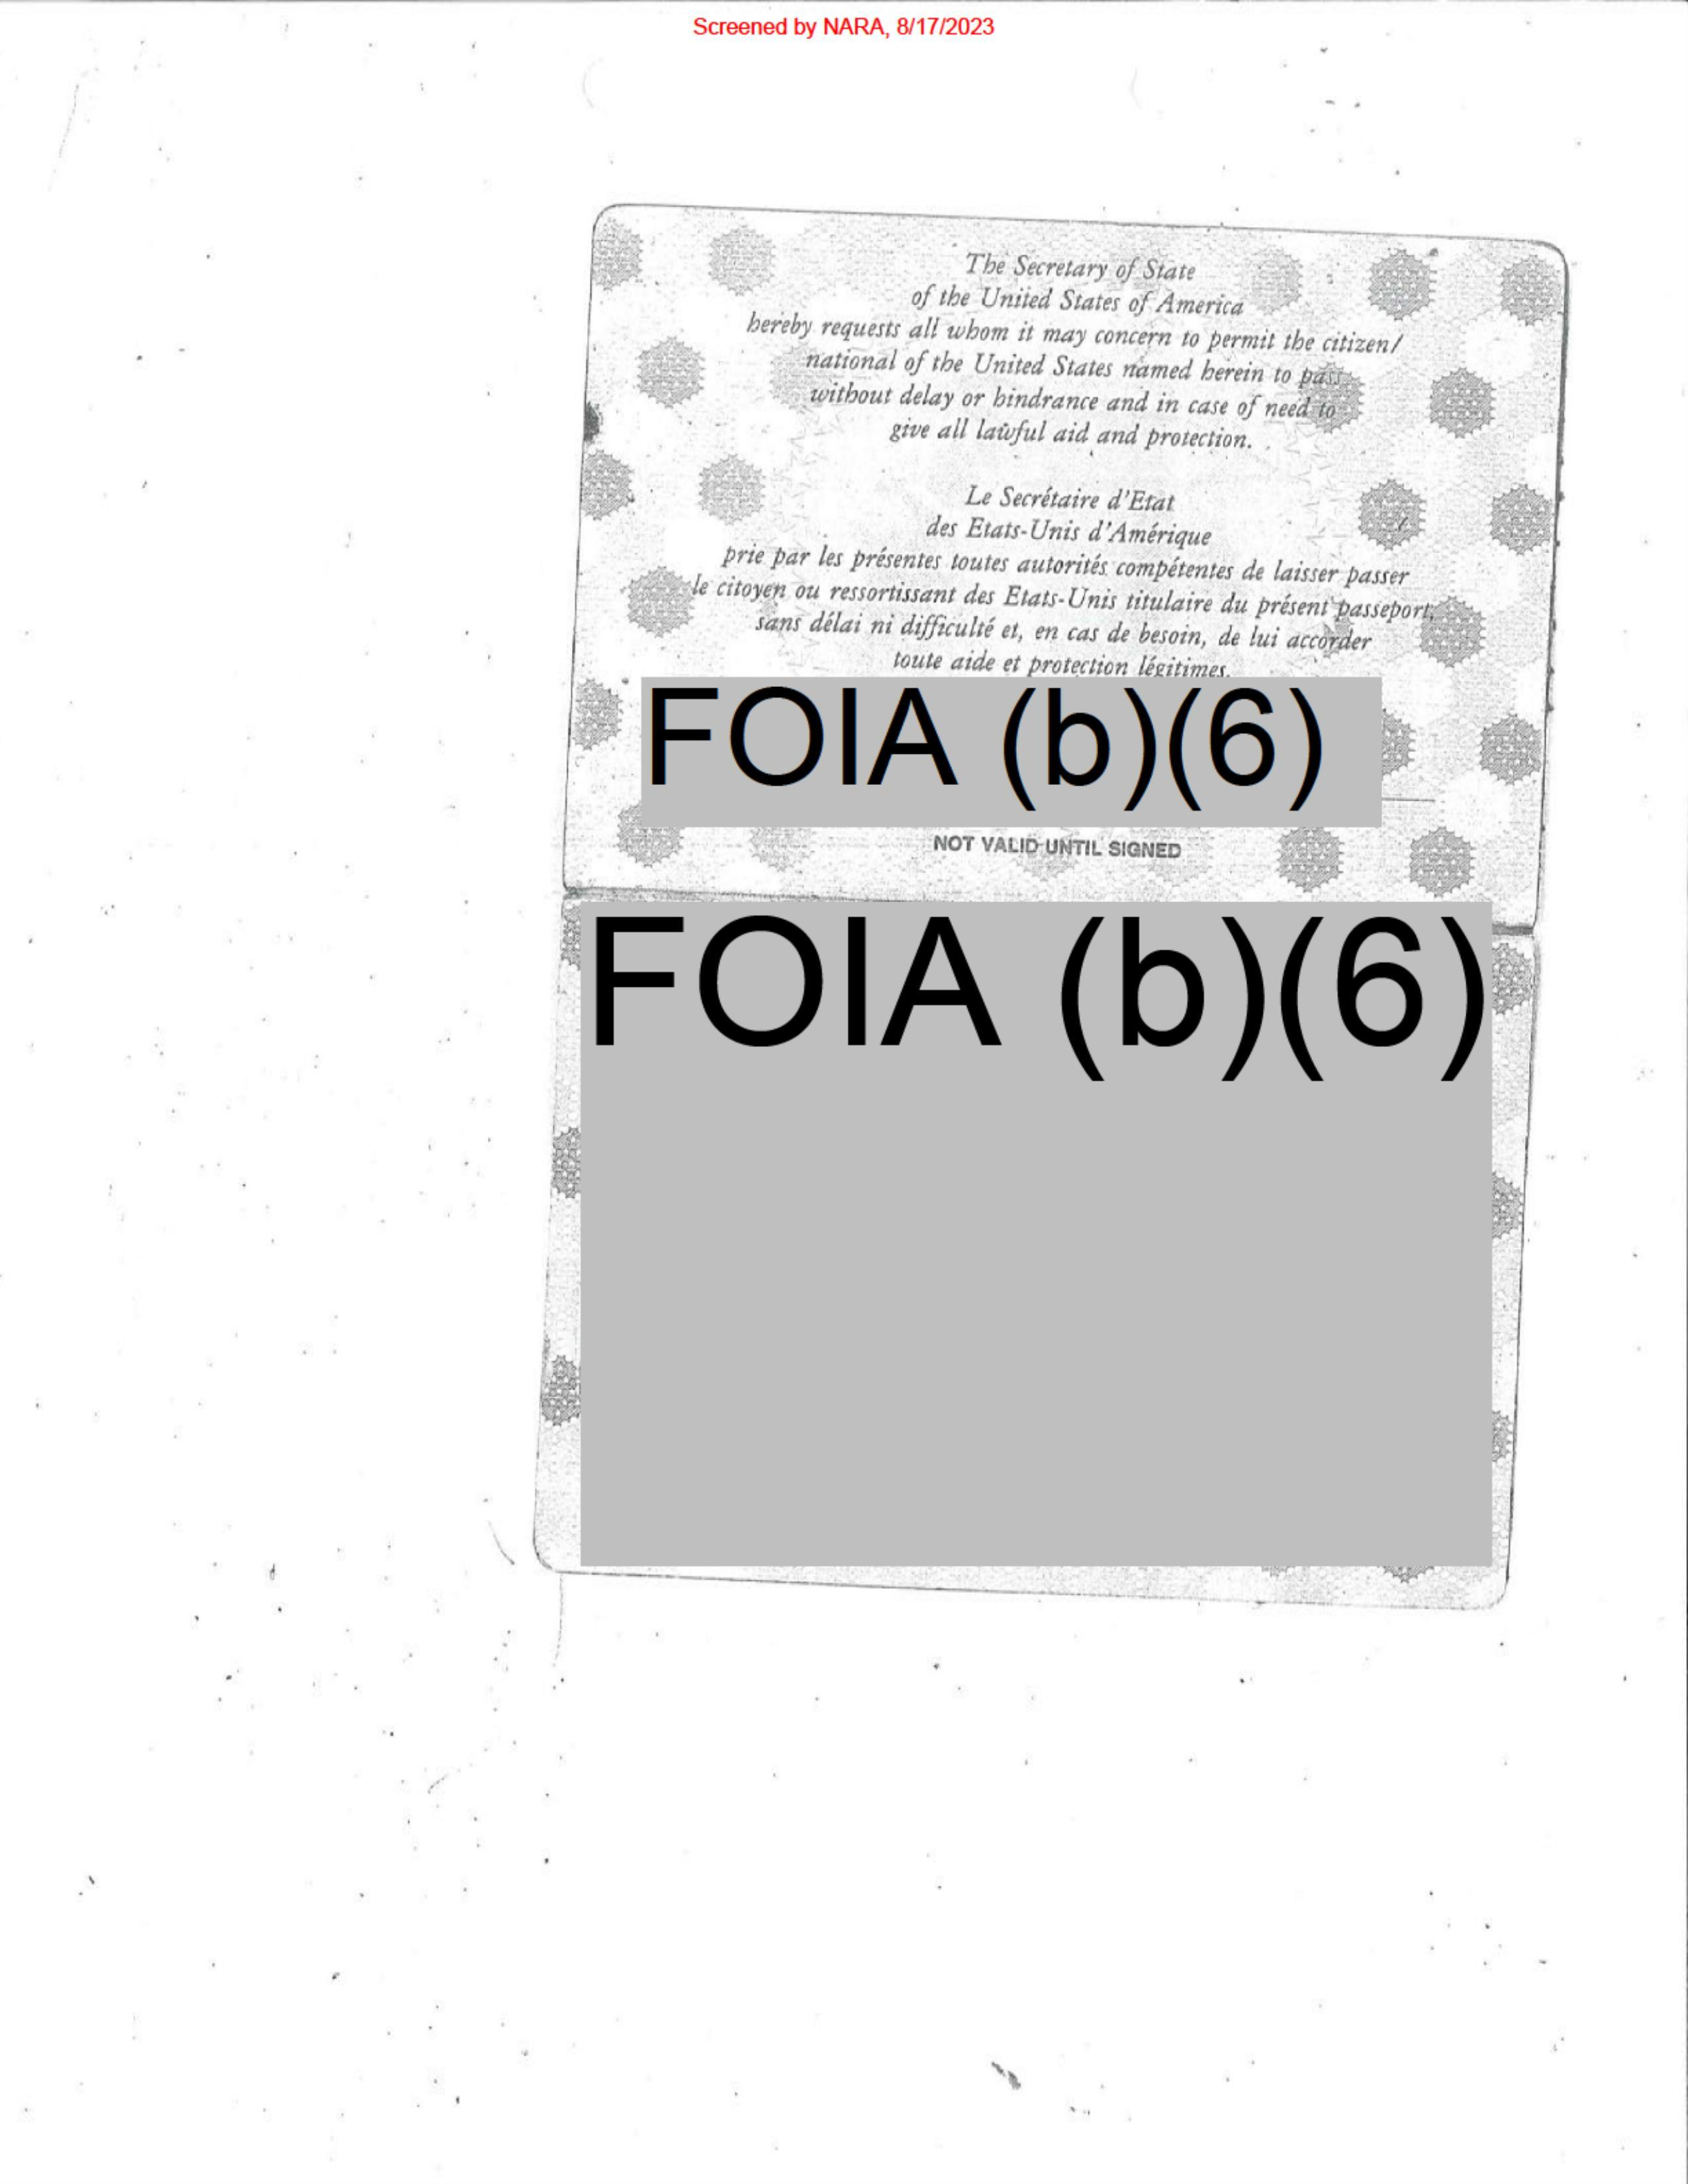 Screened by NARA, 8/17/2023
The Secretary of State
of the United States of America
hereby requests all whom it may concern to permit the citizen/
national of the United States named herein to pass
without delay or hindrance and in case of need to
give all lawful aid and protection.
Le Secrétaire d'Etat
des Etats-Unis d'Amérique
prie par les présentes toutes autorités compétentes de laisser passer
le citoyen ou ressortissant des Etats-Unis titulaire du présent passeport,
sans délai ni difficulté et, en cas de besoin, de lui accorder
toute aide et protection légitimes.
FOIA (b)(6)
NOT VALID UNTIL SIGNED
FOIA (b)(6)